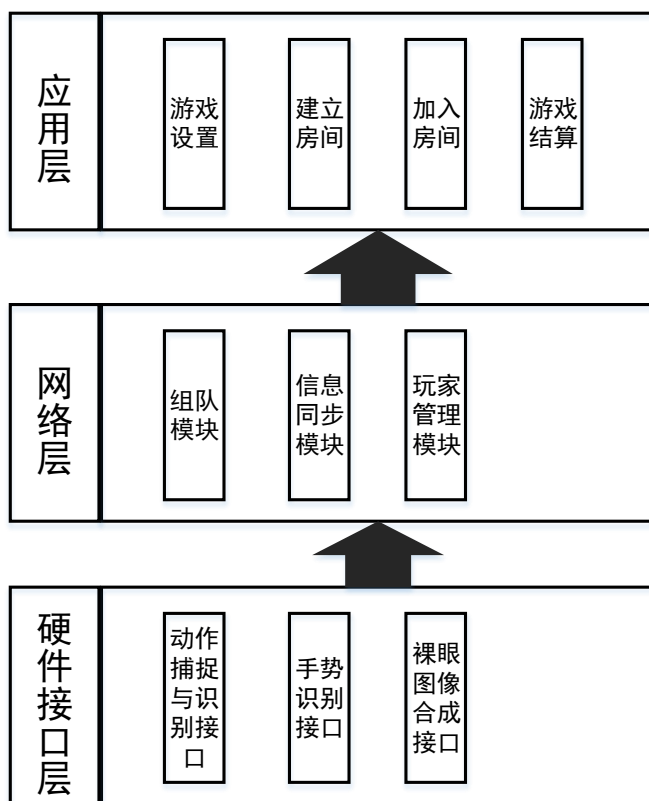 应
用
层
游戏
设置
建立
房间
加入
房间
游戏
结算
网
络
层
组队
模块
信息
同步
模块
玩家
管理
模块
硬
件
接
口
层
动作
捕捉
与识
别接
口
手势
识别
接口
裸眼
图像
合成
接口